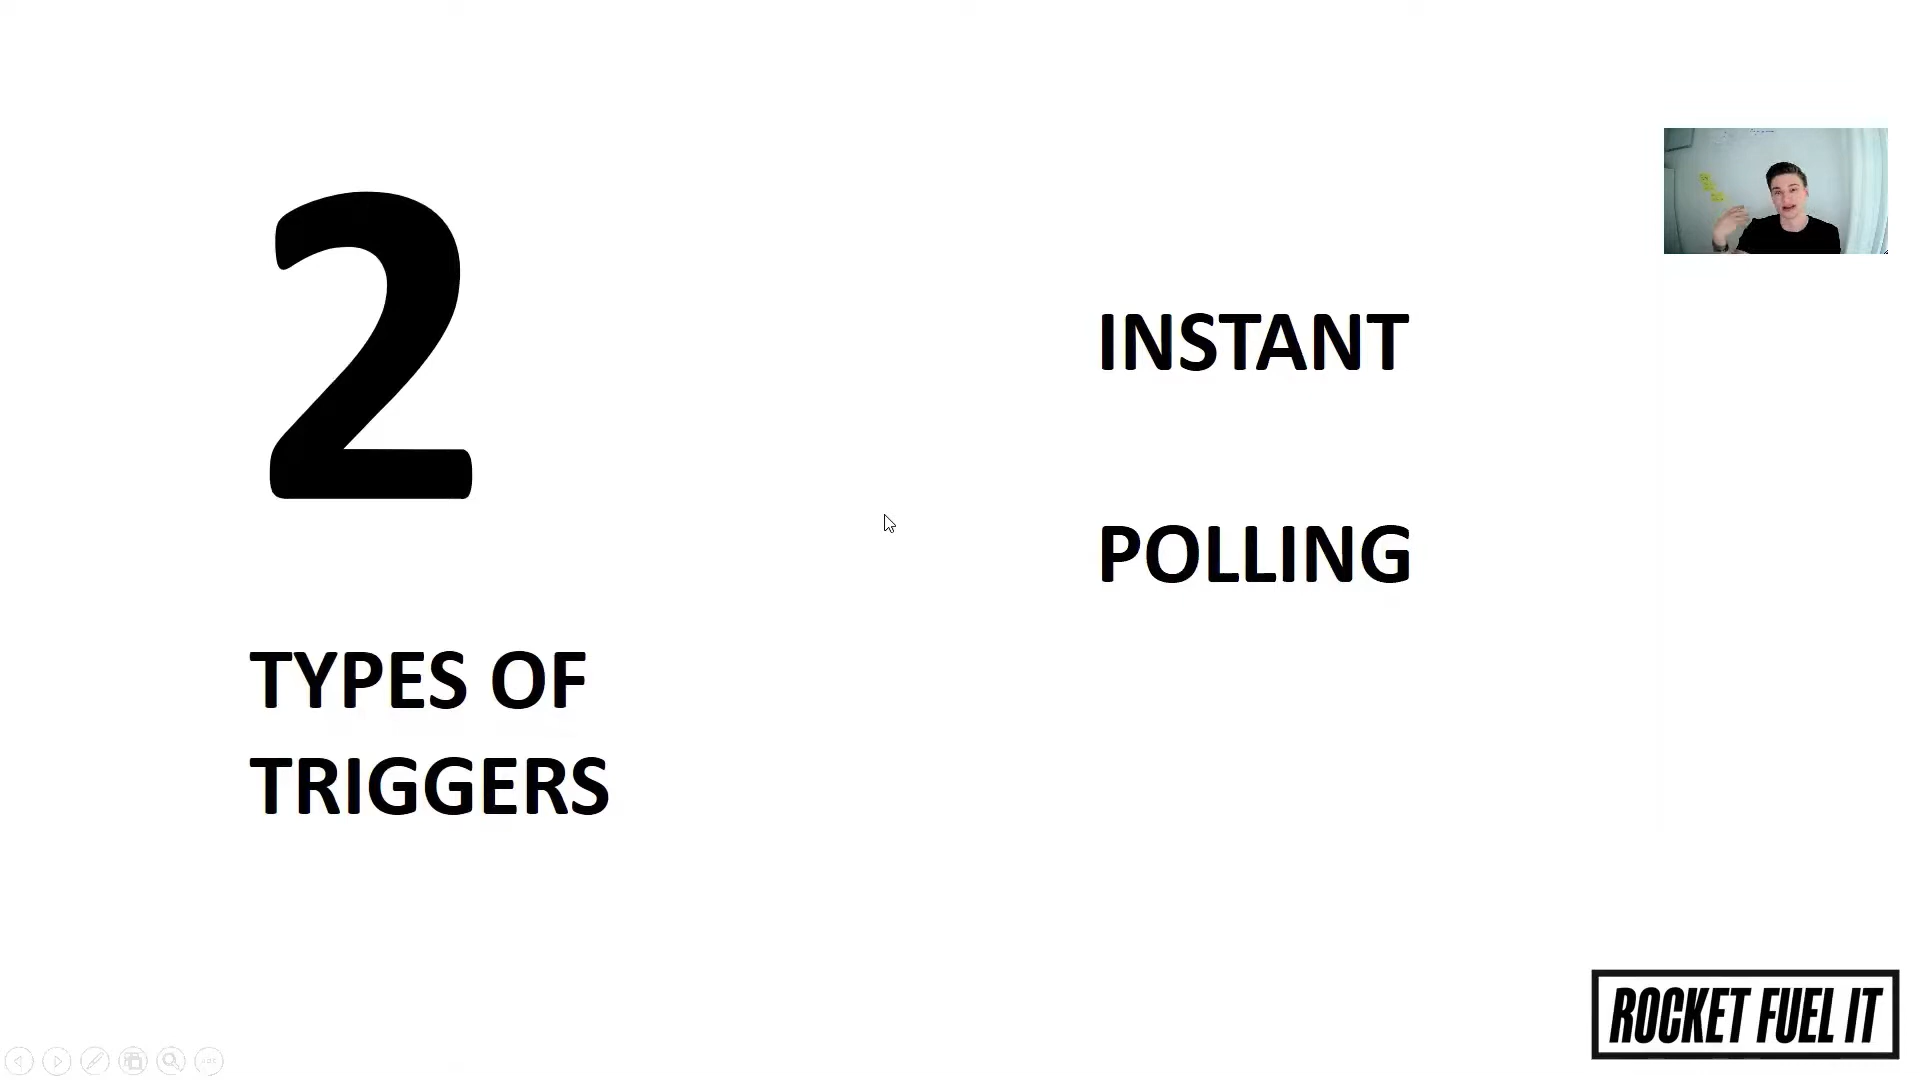 2
TYPES OF
TRIGGERS
INSTANT
POLLING
ROCKET FUEL IT